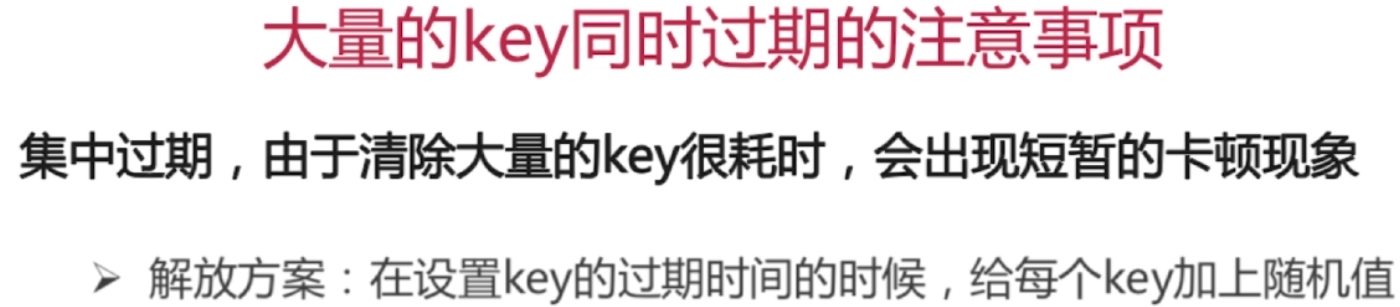 大量的key同时过期的注意事项
集中过期，由于清除大量的key很耗时，会出现短暂的卡顿现象
➢ 解放方案：在设置key的过期时间的时候，给每个key加上随机值